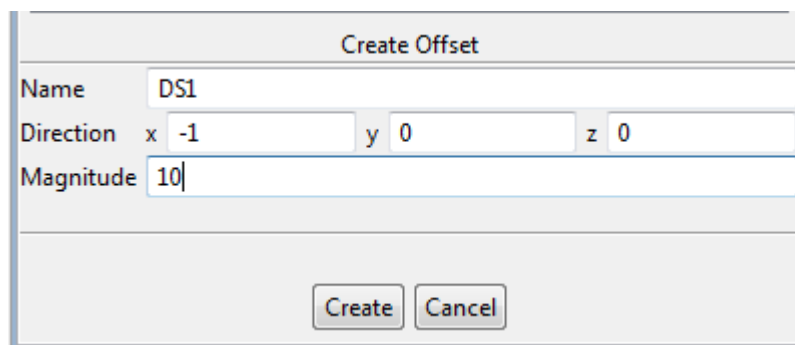 Create Offset
Name DS1
Direction x -1 y 0 z 0
Magnitude 10
Create Cancel